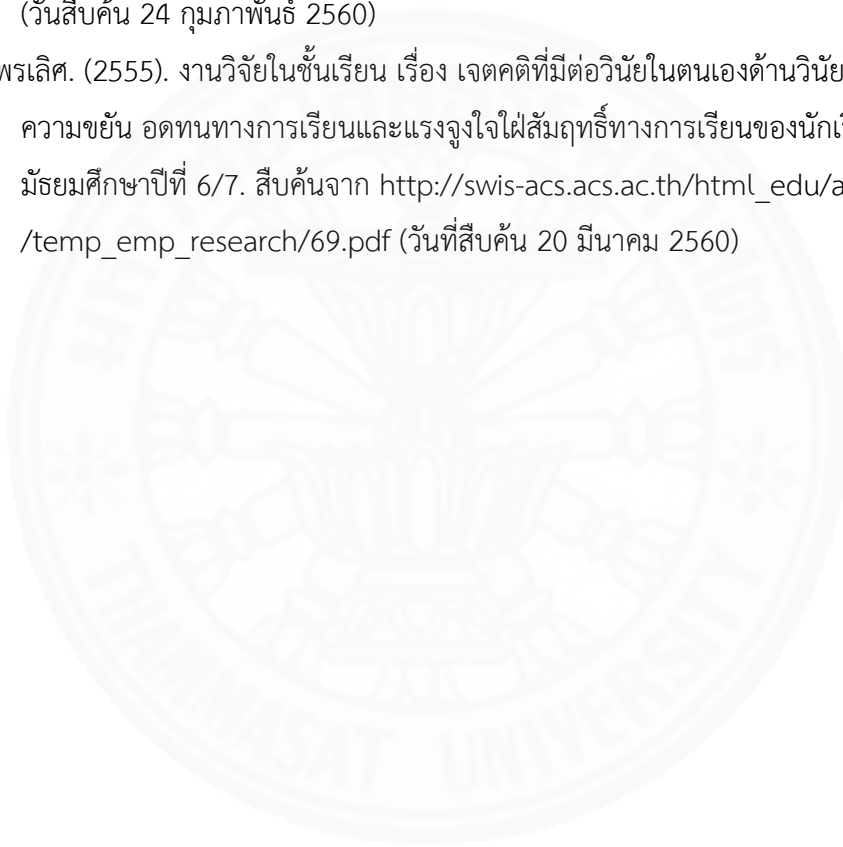 (วันสืบค้น 24 กุมภาพันธ์ 2560)
พรเลิศ. (2555). งานวิจัยในชั้นเรียน เรื่อง เจตคติที่มีต่อวินัยในตนเองด้านวินัย
ความขยัน อดทนทางการเรียนและแรงจูงใจใฝ่สัมฤทธิ์ทางการเรียนของนักเรี
มัธยมศึกษาปีที่ 6/7. สืบค้นจาก http://swis-acs.acs.ac.th/html_edu/a
/temp_emp_research/69.pdf (วันที่สืบค้น 20 มีนาคม 2560)
THAMMASAT UNIVERSITY